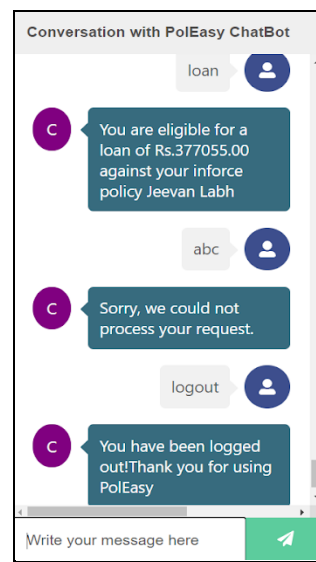 Conversation with PolEasy ChatBot
loan
C
You are eligible for a
loan of Rs.377055.00
against your inforce
policy Jeevan Labh
abc
C
Sorry, we could not
process your request.
logout
C
You have been logged
out!Thank you for using
PolEasy
Write your message here